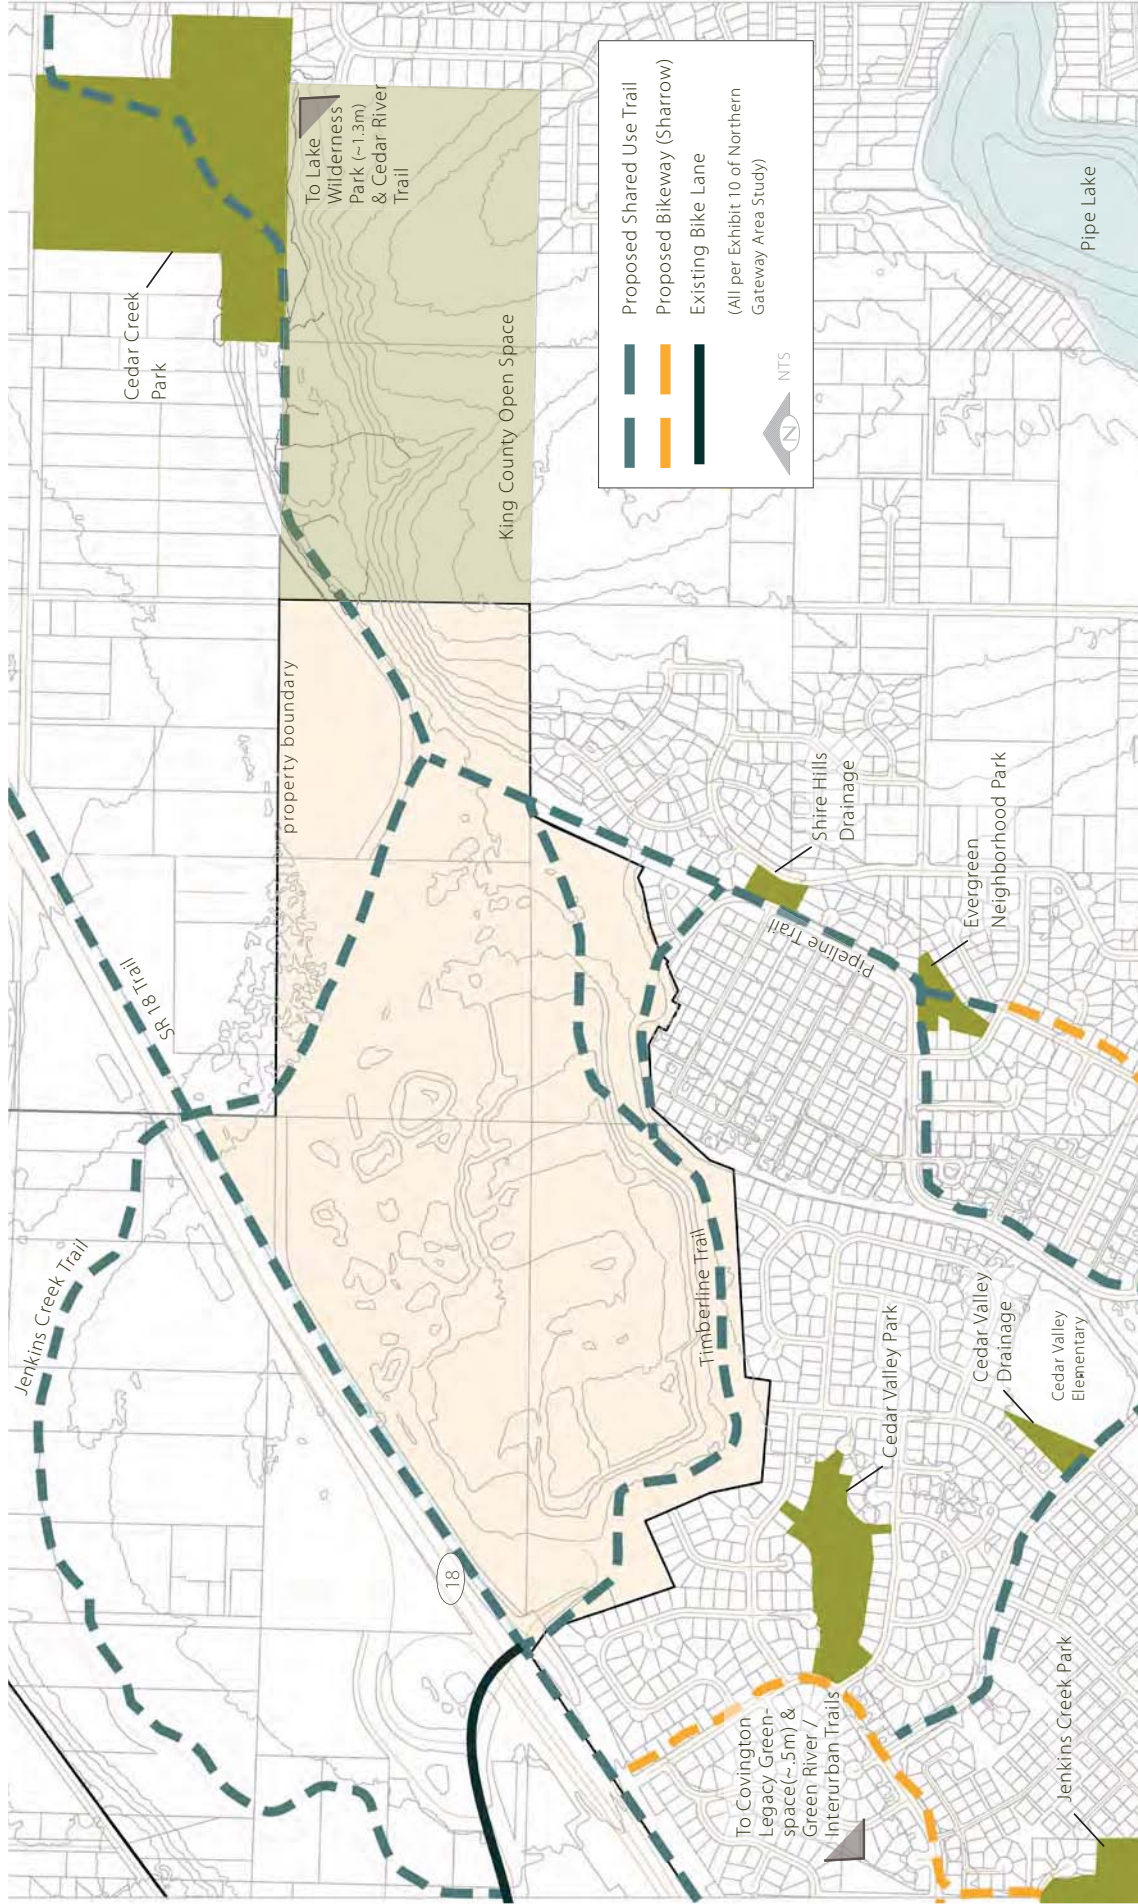 Jenkins Creek Trail
SR 18 Trail
18
property boundary
Cedar Creek
Park
To Lake
Wilderness
Park (~1.3m)
& Cedar River
Trail
King County Open Space
Proposed Shared Use Trail
Proposed Bikeway (Sharrow)
Existing Bike Lane
(All per Exhibit 10 of Northern
Gateway Area Study)
N
NTS
Pipe Lake
Timberline Trail
Pipeline Trail
Shire Hills
Drainage
Evergreen
Neighborhood Park
Cedar Valley Park
Cedar Valley
Drainage
Cedar Valley
Elementary
To Covington
Legacy Green-
space(~.5m) &
Green River /
Interurban Trails
Jenkins Creek Park